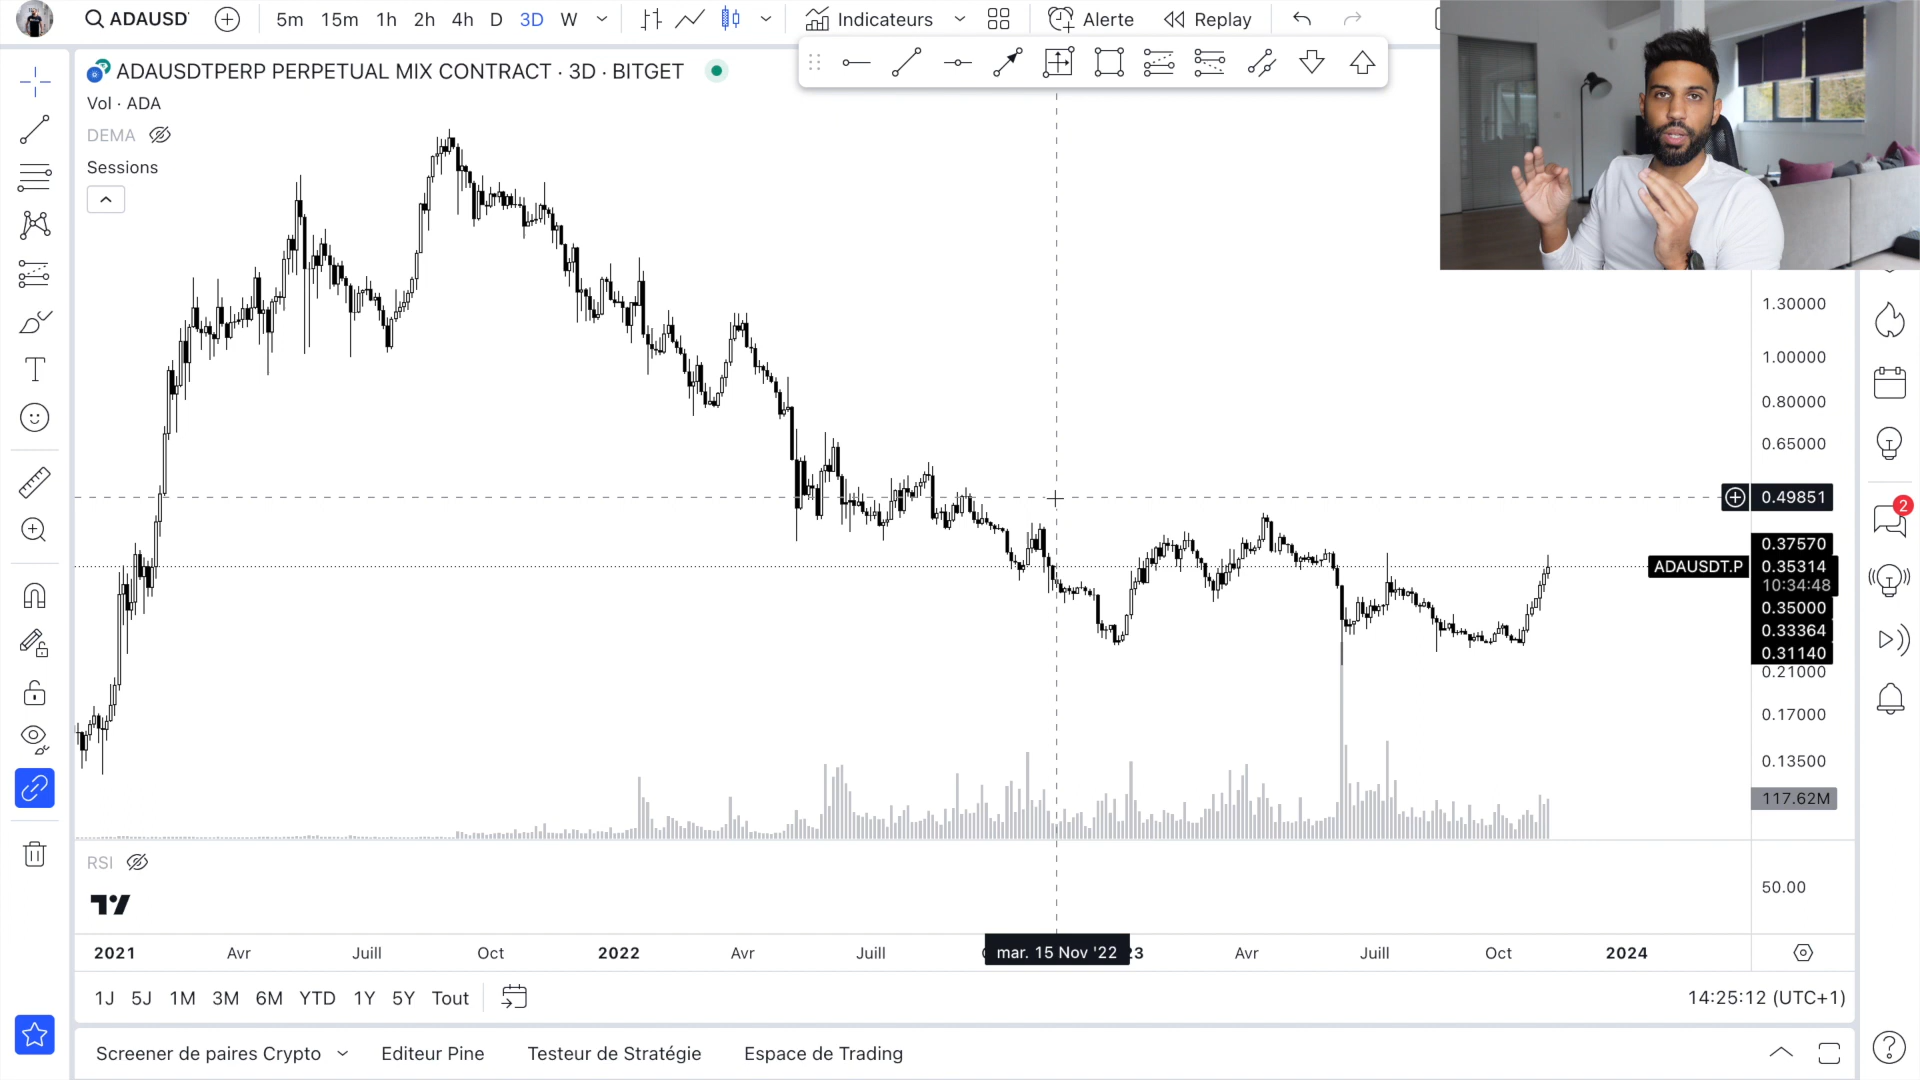 ADAUSD
5m 15m 1h 2h 4h D 3D W
Indicateurs
Alerte
Replay
ADAUSDTPERP PERPETUAL MIX CONTRACT · 3D · BITGET
Vol · ADA
DEMA
Sessions
1.30000
1.00000
0.80000
0.65000
0.49851
2
0.37570
ADAUSDT.P 0.35314
10:34:48
0.35000
0.33364
0.31140
0.21000
0.17000
0.13500
117.62M
RSI
50.00
2021 Avr Juill Oct 2022 Avr Juill mar. 15 Nov '22 23 Avr Juill Oct 2024
1J 5J 1M 3M 6M YTD 1Y 5Y Tout
14:25:12 (UTC+1)
Screener de paires Crypto Editeur Pine Testeur de Stratégie Espace de Trading